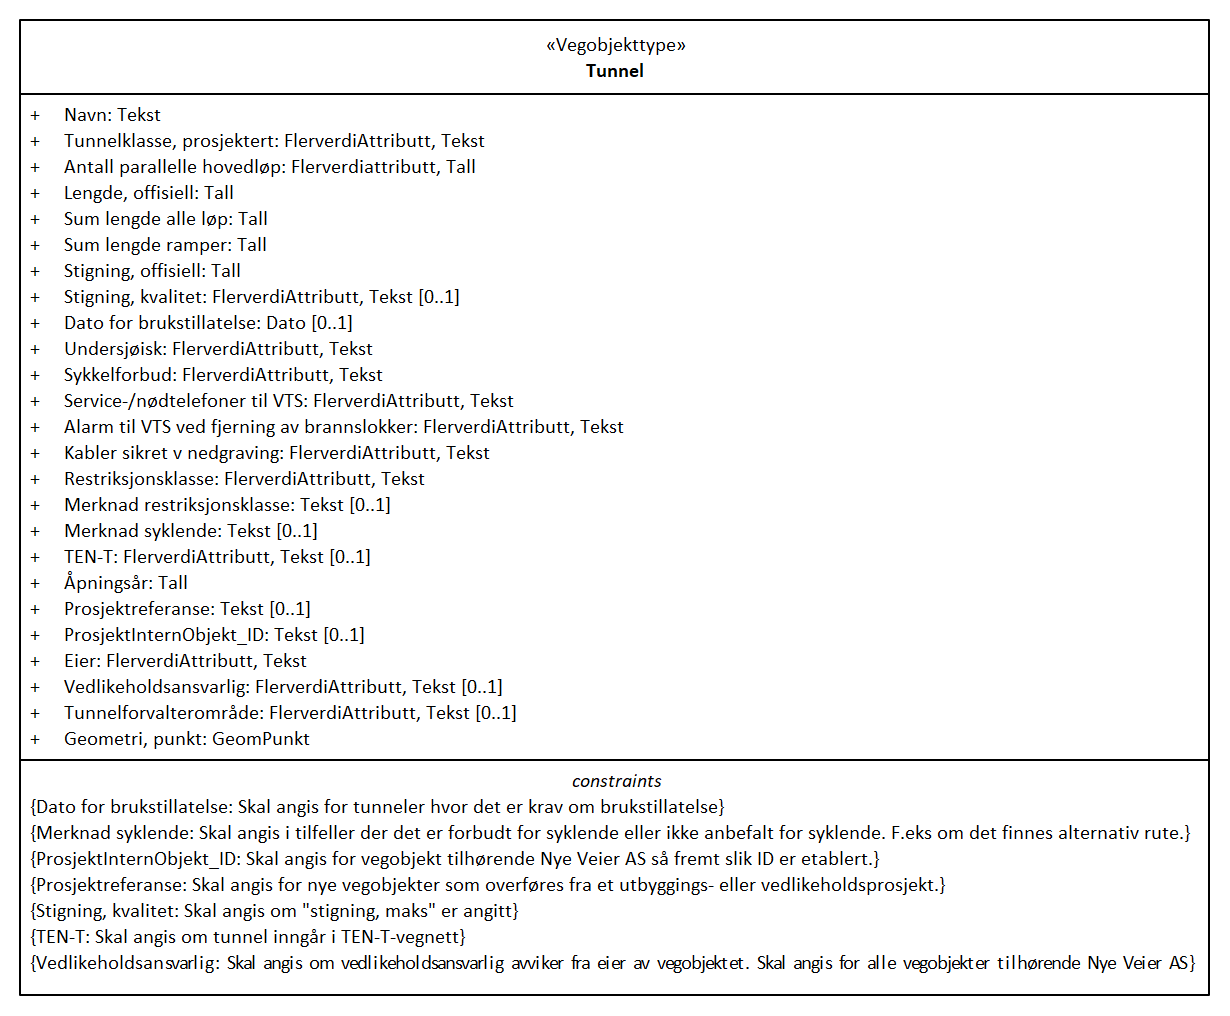 «Vegobjekttype»
Tunnel
+ Navn: Tekst
+ Tunnelklasse, prosjektert: FlerverdiAttributt, Tekst
+ Antall parallelle hovedløp: Flerverdiattributt, Tall
+ Lengde, offisiell: Tall
+ Sum lengde alle løp: Tall
+ Sum lengde ramper: Tall
+ Stigning, offisiell: Tall
+ Stigning, kvalitet: FlerverdiAttributt, Tekst [0..1]
+ Dato for brukstillatelse: Dato [0..1]
+ Undersjøisk: FlerverdiAttributt, Tekst
+ Sykkelforbud: FlerverdiAttributt, Tekst
+ Service-/nødtelefoner til VTS: FlerverdiAttributt, Tekst
+ Alarm til VTS ved fjerning av brannslokker: FlerverdiAttributt, Tekst
+ Kabler sikret v nedgraving: FlerverdiAttributt, Tekst
+ Restriksjonsklasse: FlerverdiAttributt, Tekst
+ Merknad restriksjonsklasse: Tekst [0..1]
+ Merknad syklende: Tekst [0..1]
+ TEN-T: FlerverdiAttributt, Tekst [0..1]
+ Åpningsår: Tall
+ Prosjektreferanse: Tekst [0..1]
+ ProsjektInternObjekt_ID: Tekst [0..1]
+ Eier: FlerverdiAttributt, Tekst
+ Vedlikeholdsansvarlig: FlerverdiAttributt, Tekst [0..1]
+ Tunnelforvalterområde: FlerverdiAttributt, Tekst [0..1]
+ Geometri, punkt: GeomPunkt
constraints
{Dato for brukstillatelse: Skal angis for tunneler hvor det er krav om brukstillatelse}
{Merknad syklende: Skal angis i tilfeller der det er forbudt for syklende eller ikke anbefalt for syklende. F.eks om det finnes alternativ rute.}
{ProsjektInternObjekt_ID: Skal angis for vegobjekt tilhørende Nye Veier AS så fremt slik ID er etablert.}
{Prosjektreferanse: Skal angis for nye vegobjekter som overføres fra et utbyggings- eller vedlikeholdsprosjekt.}
{Stigning, kvalitet: Skal angis om "stigning, maks" er angitt}
{TEN-T: Skal angis om tunnel inngår i TEN-T-vegnett}
{Vedlikeholdsansvarlig: Skal angis om vedlikeholdsansvarlig avviker fra eier av vegobjektet. Skal angis for alle vegobjekter tilhørende Nye Veier AS}